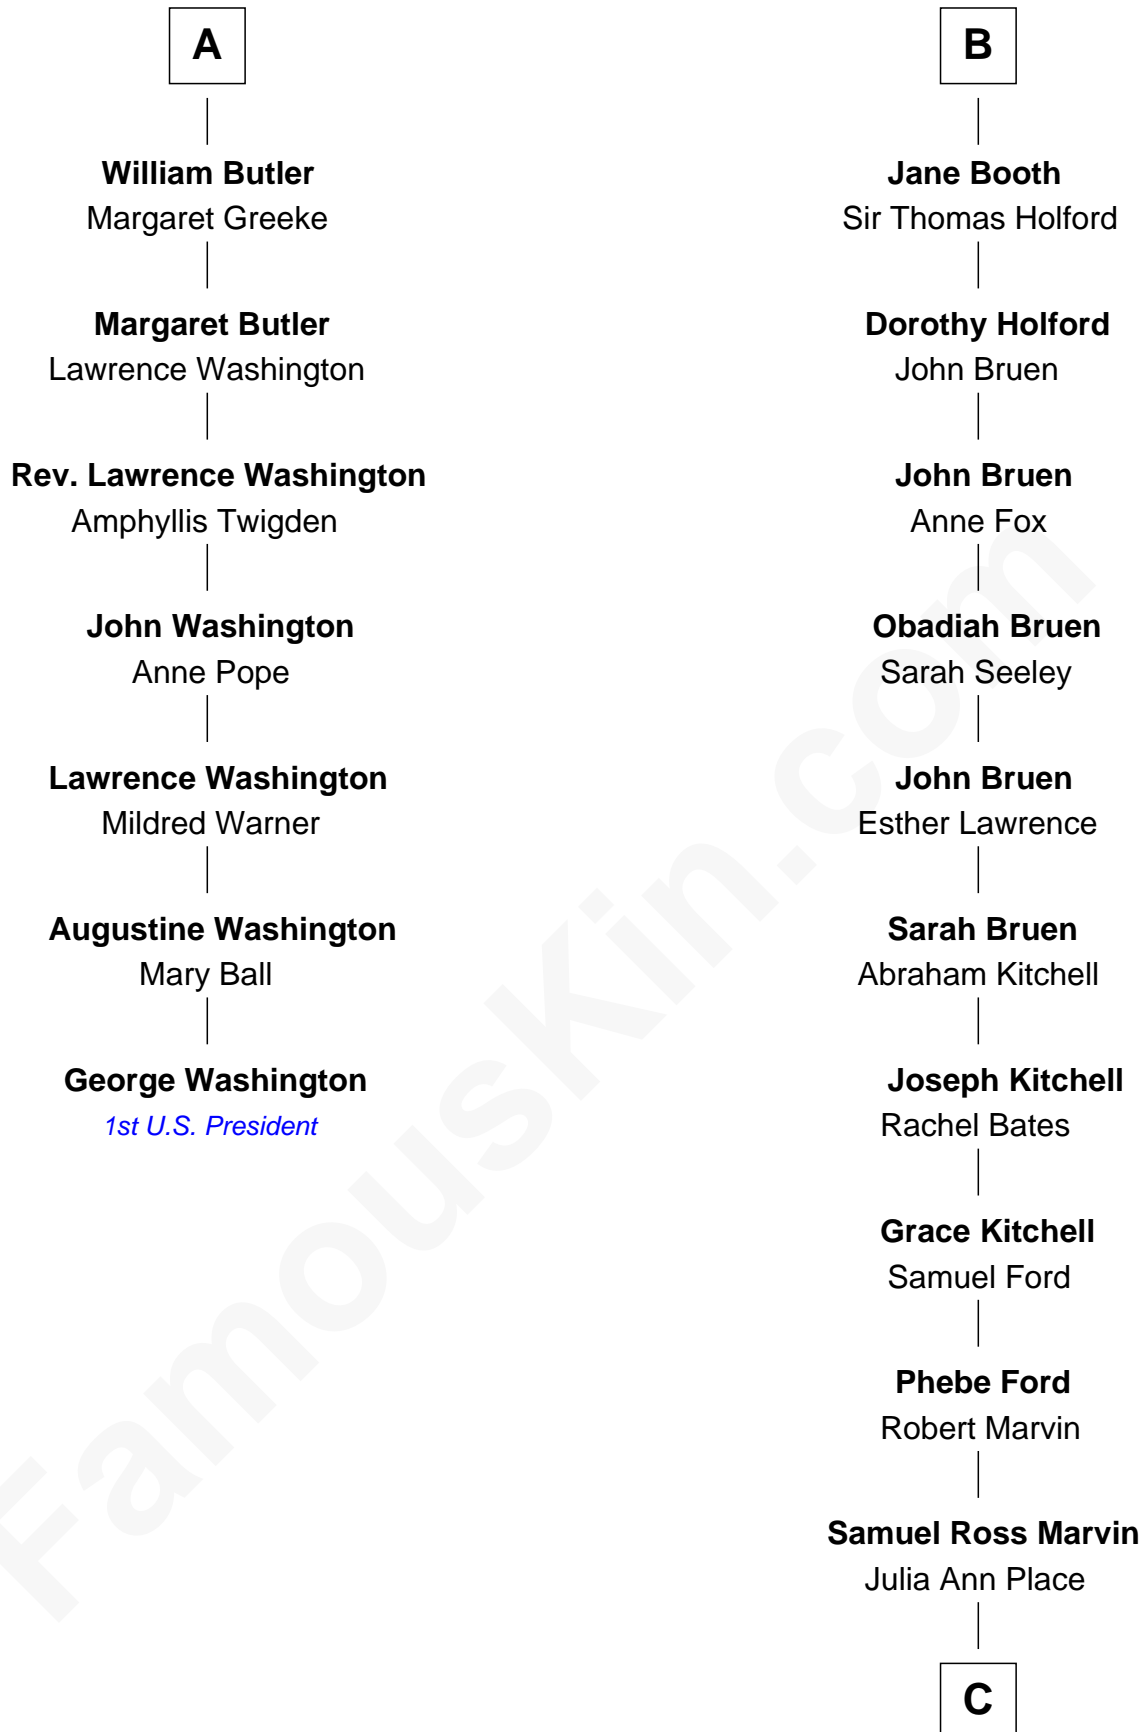 A
William Butler
Margaret Greeke
Margaret Butler
Lawrence Washington
Rev. Lawrence Washington
Amphyllis Twigden
John Washington
Anne Pope
Lawrence Washington
Mildred Warner
Augustine Washington
Mary Ball
George Washington
1st U.S. President
B
Jane Booth
Sir Thomas Holford
Dorothy Holford
John Bruen
John Bruen
Anne Fox
Obadiah Bruen
Sarah Seeley
John Bruen
Esther Lawrence
Sarah Bruen
Abraham Kitchell
Joseph Kitchell
Rachel Bates
Grace Kitchell
Samuel Ford
Phebe Ford
Robert Marvin
Samuel Ross Marvin
Julia Ann Place
C
FamousKin.com